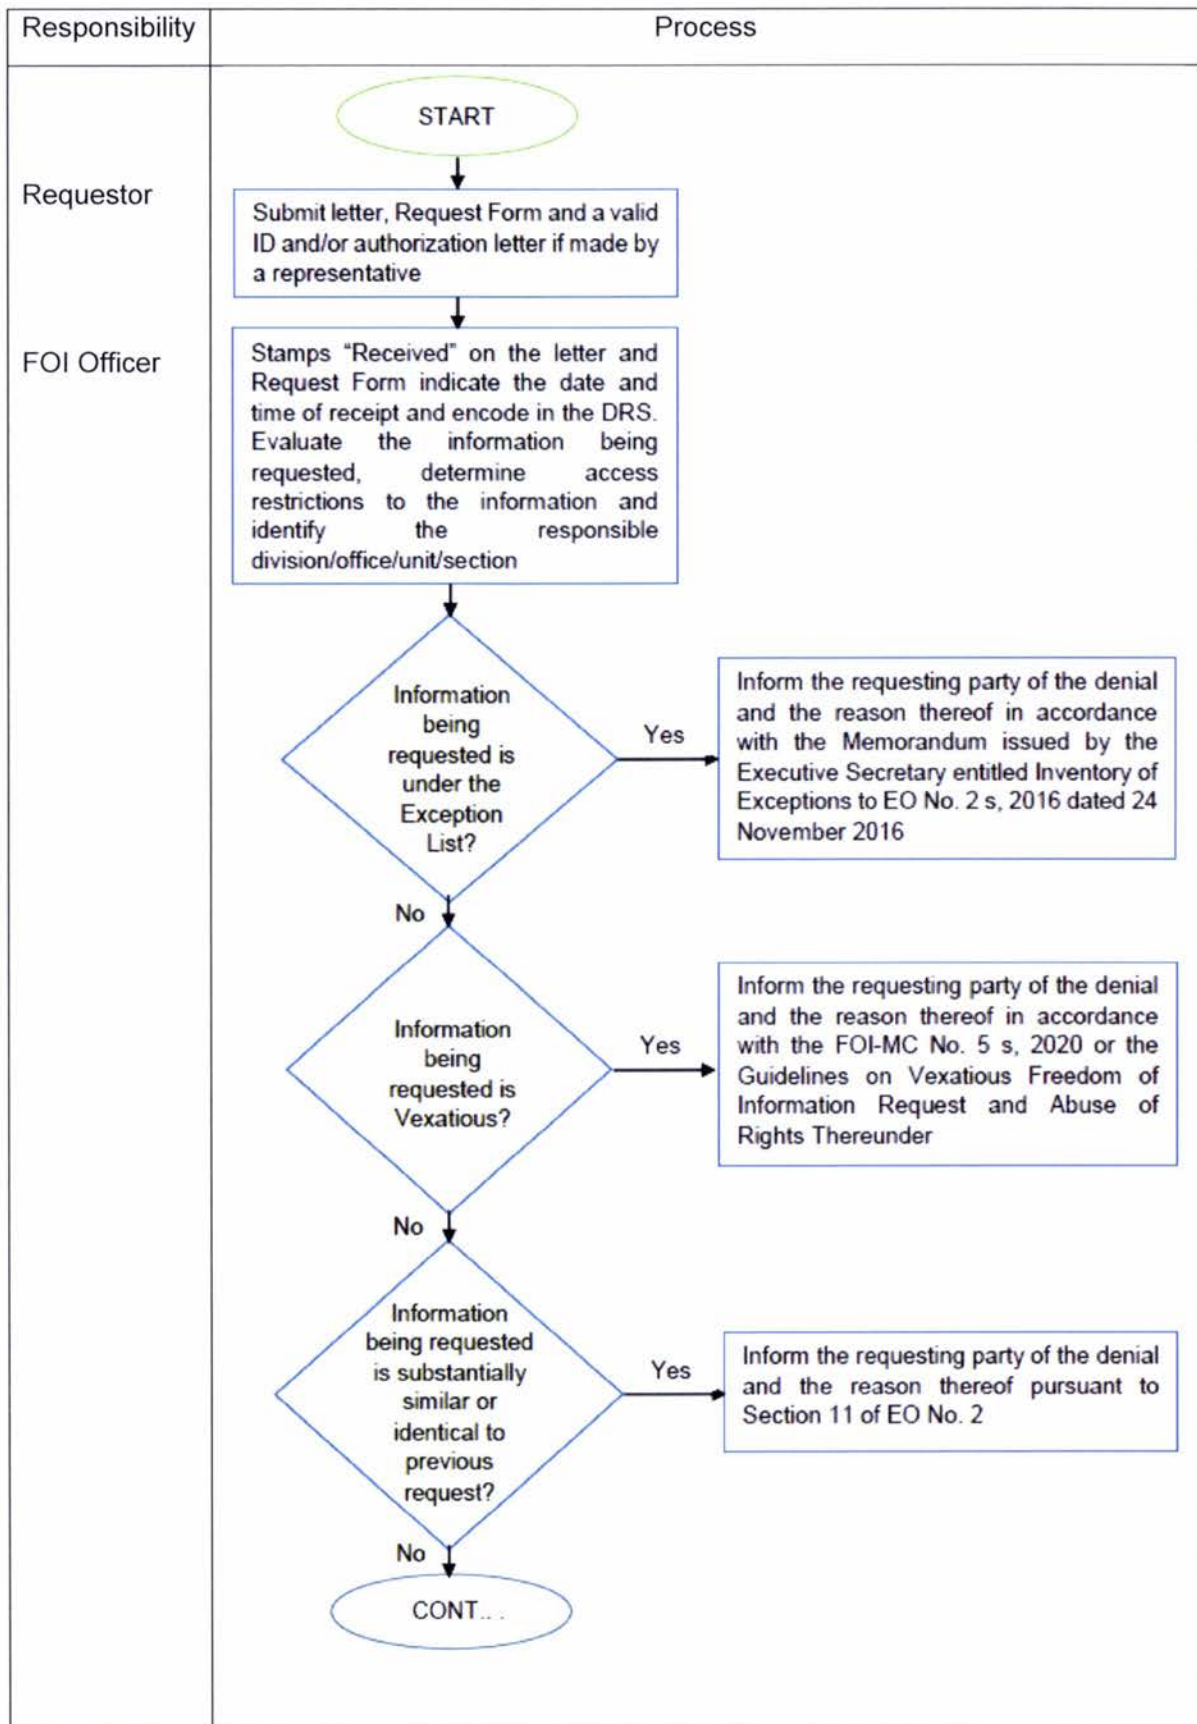 Responsibility
Process
START
Requestor
Submit letter, Request Form and a valid
ID and/or authorization letter if made by
a representative
FOI Officer
Stamps "Received" on the letter and
Request Form indicate the date and
time of receipt and encode in the DRS.
Evaluate the information being
requested, determine access
restrictions to the information and
identify the responsible
division/office/unit/section
Information
being
requested is
under the
Exception
List?
Yes
Inform the requesting party of the denial
and the reason thereof in accordance
with the Memorandum issued by the
Executive Secretary entitled Inventory of
Exceptions to EO No. 2 s, 2016 dated 24
November 2016
No
Information
being
requested is
Vexatious?
Yes
Inform the requesting party of the denial
and the reason thereof in accordance
with the FOI-MC No. 5 s, 2020 or the
Guidelines on Vexatious Freedom of
Information Request and Abuse of
Rights Thereunder
No
Information
being requested
is substantially
similar or
identical to
previous
request?
Yes
Inform the requesting party of the denial
and the reason thereof pursuant to
Section 11 of EO No. 2
No
CONT.. .